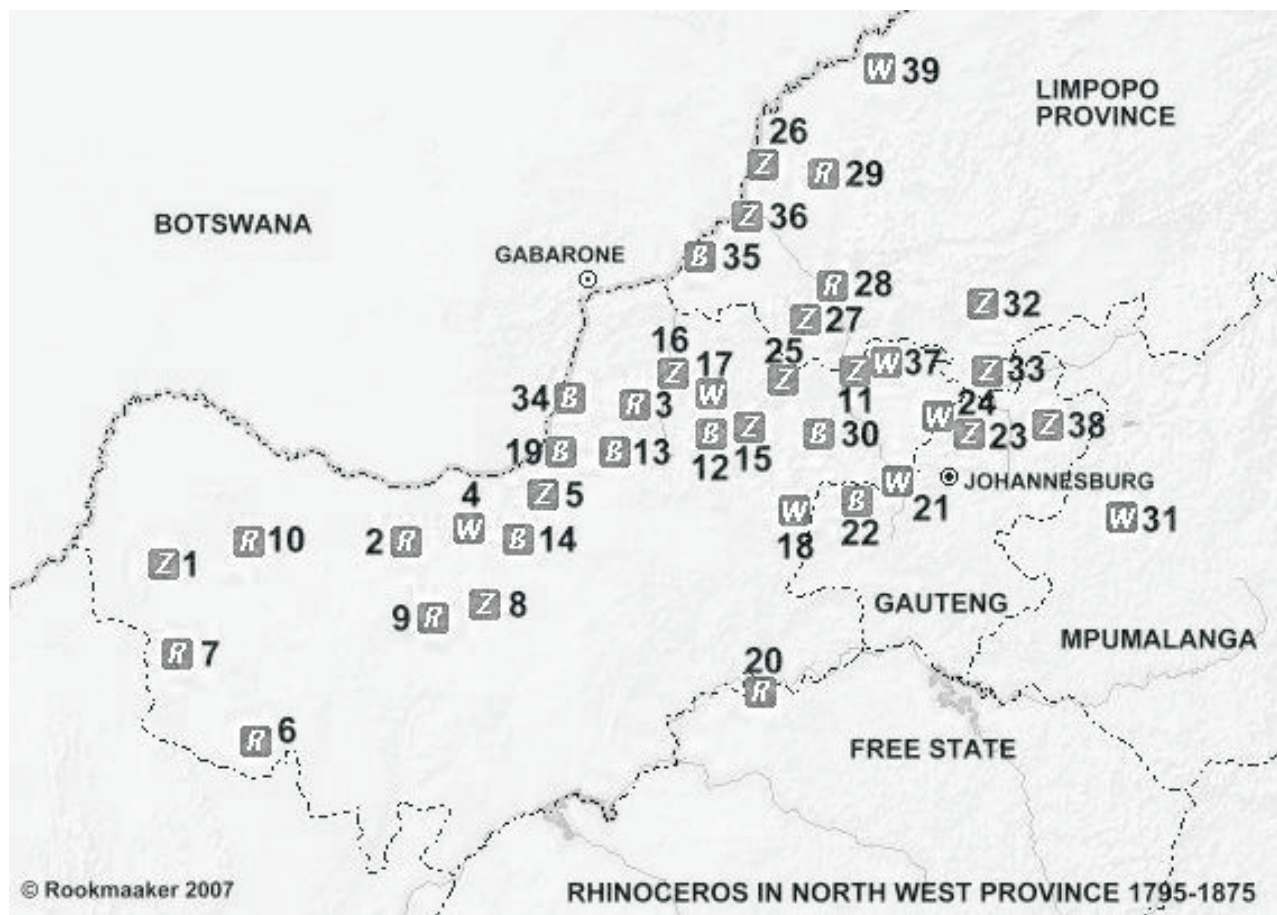 W 39
LIMPOPO
PROVINCE
26
Z
R 29
BOTSWANA
Z 36
GABARONE
B 35
R 28
Z 32
Z 27
16
Z
17
W
25
Z
Z
11
W 37
Z 33
34 B
R 3
W 24
Z 23
Z 38
19 B
B 13
B
12
Z
15
B 30
JOHANNESBURG
W
21
4
W
Z 5
W
18
B
22
W 31
Z 1
R 10
2 R
B 14
9 R
Z 8
GAUTENG
MPUMALANGA
R 7
20
R
R 6
FREE STATE
© Rookmaaker 2007
RHINOCEROS IN NORTH WEST PROVINCE 1795-1875